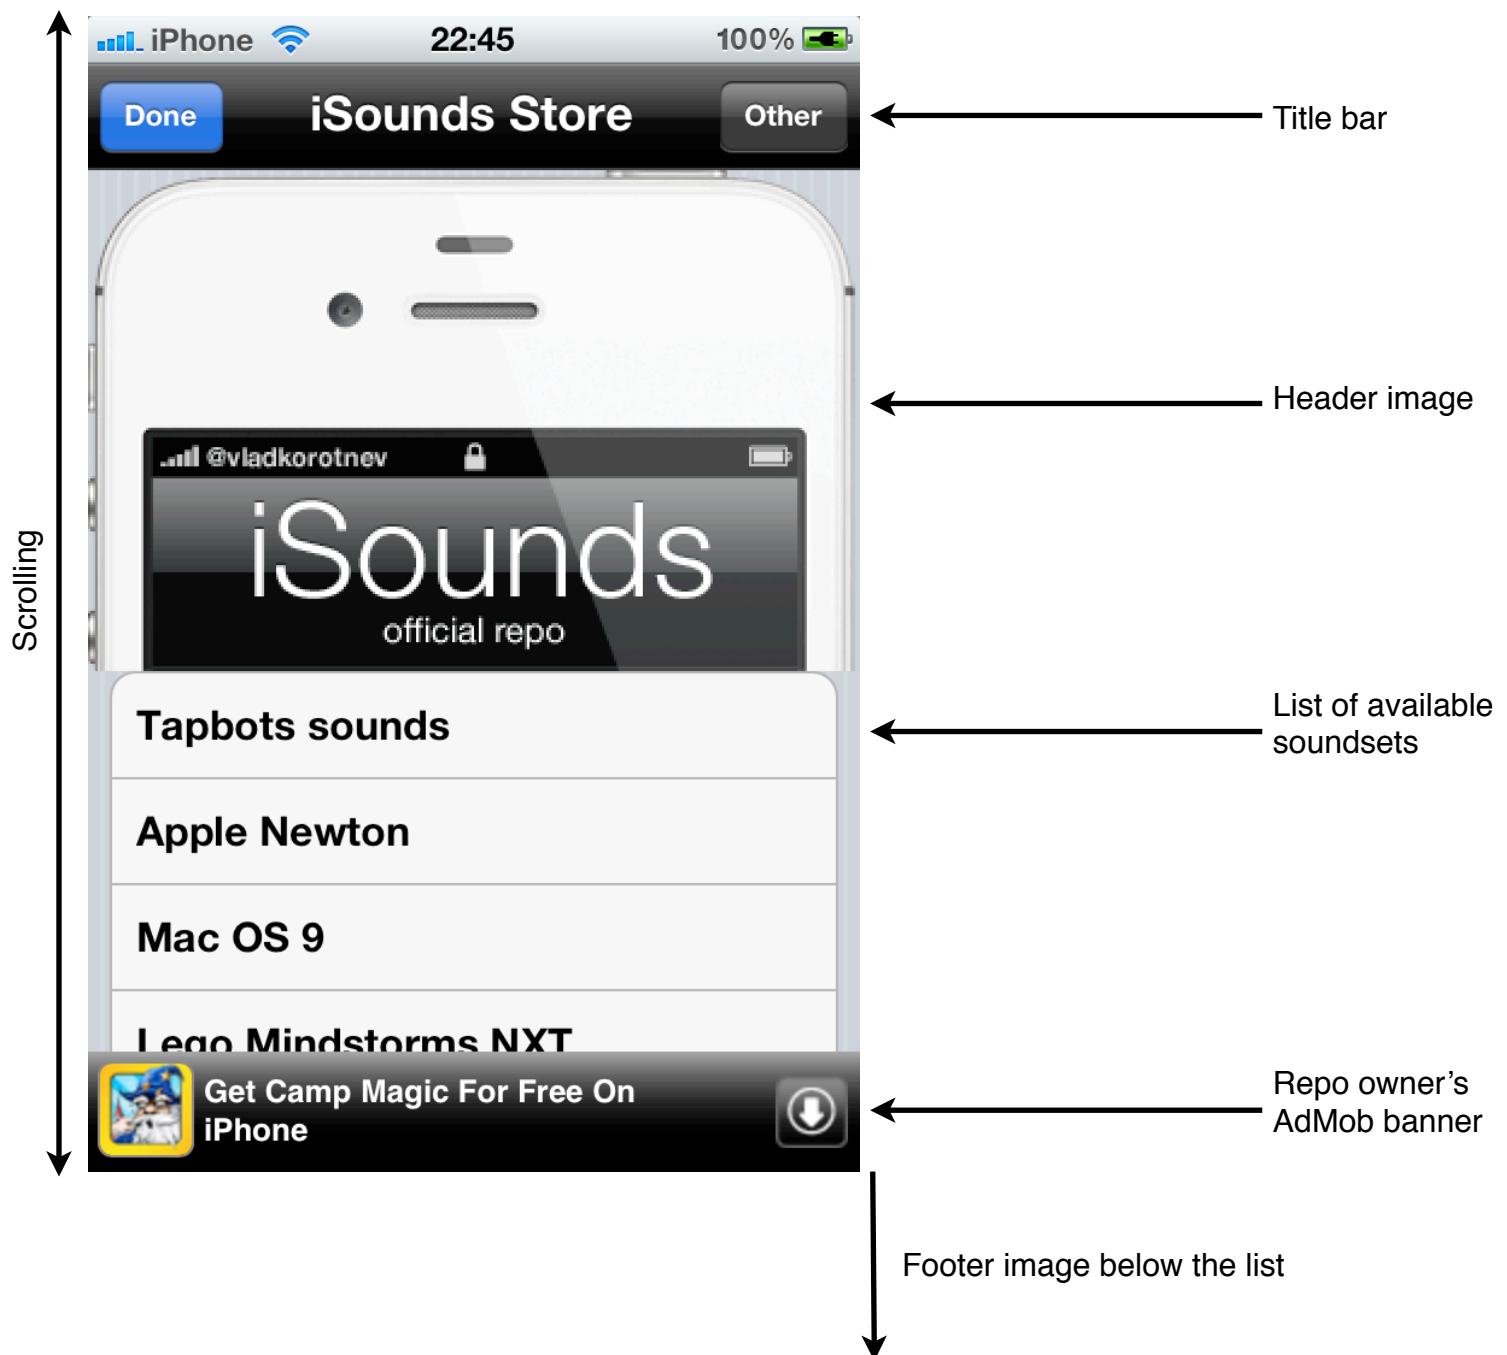 iPhone 22:45 100%
Done iSounds Store Other
Title bar
Header image
@vladkorotnev
iSounds
official repo
Scrolling
Tapbots sounds
List of available
soundsets
Apple Newton
Mac OS 9
Lego Mindstorms NXT
Get Camp Magic For Free On
iPhone
Repo owner’s
AdMob banner
Footer image below the list